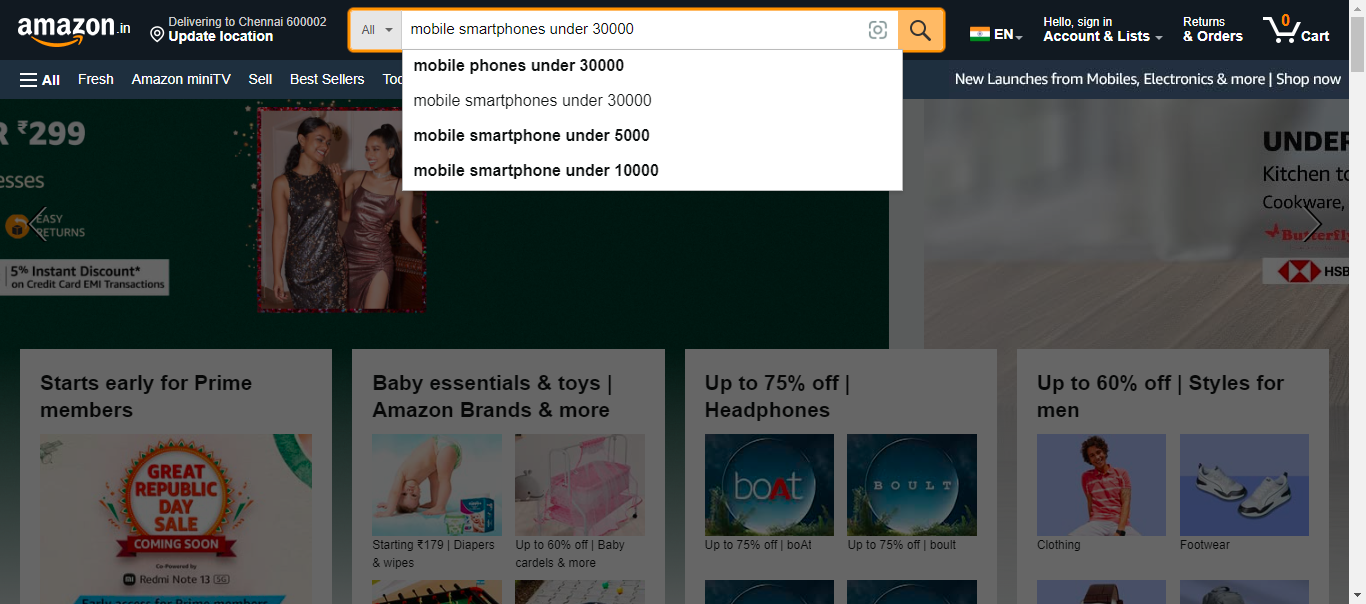 amazon.in
Delivering to Chennai 600002
Update location
All
mobile smartphones under 30000
EN
Hello, sign in
Account & Lists
Returns
& Orders
0
Cart
All
Fresh
Amazon miniTV
Sell
Best Sellers
New Launches from Mobiles, Electronics & more | Shop now
mobile phones under 30000
mobile smartphones under 30000
mobile smartphone under 5000
mobile smartphone under 10000
₹299
EASY
RETURNS
5% Instant Discount*
on Credit Card EMI Transactions
UNDER
Kitchen
Cookware,
Butterfly
HSB
Starts early for Prime
members
GREAT
REPUBLIC
DAY
SALE
COMING SOON
Co-Powered by
Redmi Note 13 5G
Early access for Prime members
Baby essentials & toys |
Amazon Brands & more
Starting ₹179 | Diapers
& wipes
Up to 60% off | Baby
cardels & more
Up to 75% off |
Headphones
boAt
BOULT
Up to 75% off | boAt
Up to 75% off | boult
Up to 60% off | Styles for
men
Clothing
Footwear